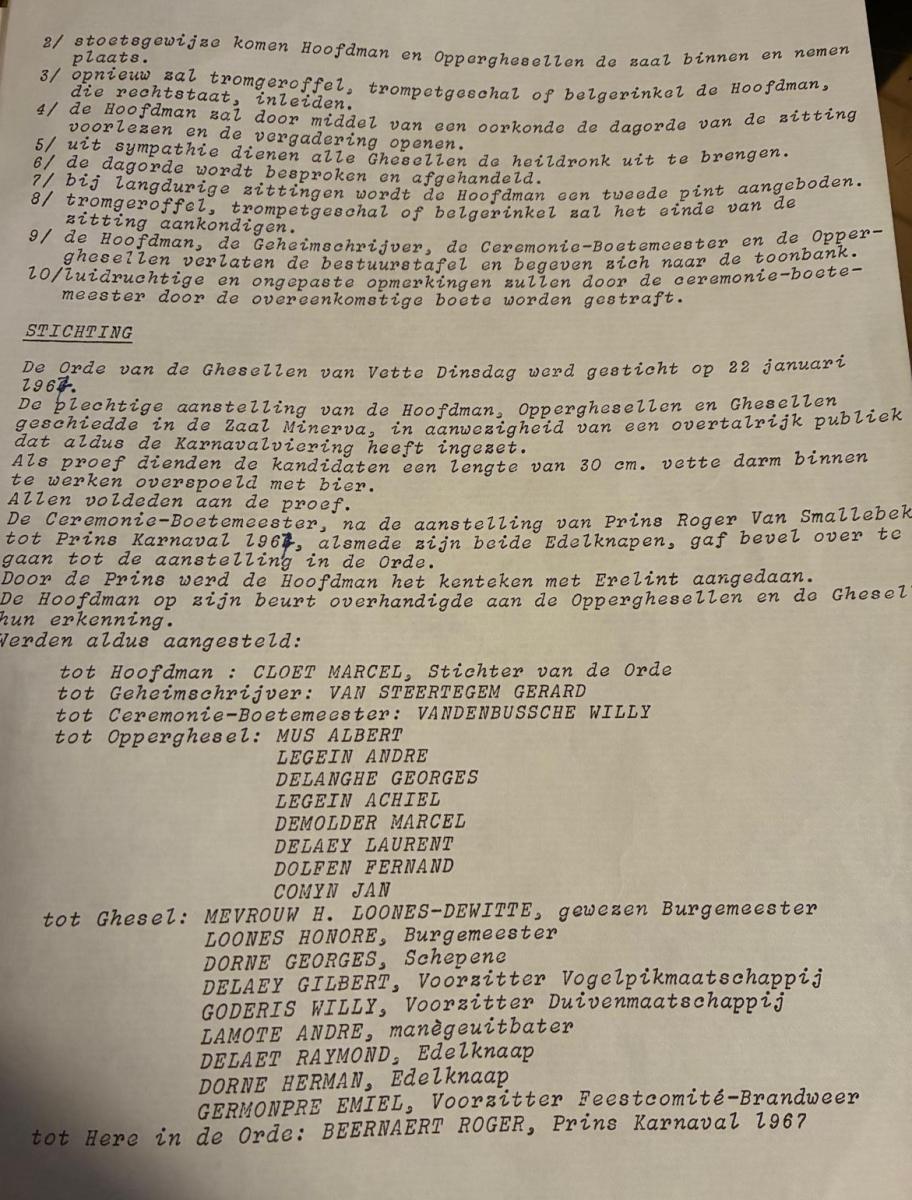 2/ stoetsgewijze komen Hoofdman en Opperghesellen de zaal binnen en nemen
plaats.
3/ opnieuw zal tromgeroffel, trompetgeschal of belgerinkel de Hoofdman,
die rechtstaat, inleiden.
4/ de Hoofdman zal door middel van een oorkonde de dagorde van de zitting
voorlezen en de vergadering openen.
5/ uit sympathie dienen alle Ghesellen de heildronk uit te brengen.
6/ de dagorde wordt besproken en afgehandeld.
7/ bij langdurige zittingen wordt de Hoofdman een tweede pint aangeboden.
8/ tromgeroffel, trompetgeschal of belgerinkel zal het einde van de
zitting aankondigen.
9/ de Hoofdman, de Geheimschrijver, de Ceremonie-Boetemeester en de Opper-
ghesellen verlaten de bestuurstafel en begeven zich naar de toonbank.
10/luidruchtige en ongepaste opmerkingen zullen door de ceremonie-boete-
meester door de overeenkomstige boete worden gestraft.
STICHTING
De Orde van de Ghesellen van Vette Dinsdag werd gesticht op 22 januari
196.
De plechtige aanstelling van de Hoofdman, Opperghesellen en Ghesellen
geschiedde in de Zaal Minerva, in aanwezigheid van een overtalrijk publiek
dat aldus de Karnavalviering heeft ingezet.
Als proef dienden de kandidaten een lengte van 30 cm. vette darm binnen
te werken overspoeld met bier.
Allen voldeden aan de proef.
De Ceremonie-Boetemeester, na de aanstelling van Prins Roger Van Smallebek
tot Prins Karnaval 196, alsmede zijn beide Edelknapen, gaf bevel over te
gaan tot de aanstelling in de Orde.
Door de Prins werd de Hoofdman het kenteken met Erelint aangedaan.
De Hoofdman op zijn beurt overhandigde aan de Opperghesellen en de Ghesel
hun erkenning.
Werden aldus aangesteld:
tot Hoofdman : CLOET MARCEL, Stichter van de Orde
tot Geheimschrijver: VAN STEERTEGEM GERARD
tot Ceremonie-Boetemeester: VANDENBUSSCHE WILLY
tot Opperghesel: MUS ALBERT
LEGEIN ANDRE
DELANGHE GEORGES
LEGEIN ACHIEL
DEMOLDER MARCEL
DELAEY LAURENT
DOLFEN FERNAND
COMYN JAN
tot Ghesel: MEVROUW H. LOONES-DEWITTE, gewezen Burgemeester
LOONES HONORE, Burgemeester
DORNE GEORGES, Schepene
DELAEY GILBERT, Voorzitter Vogelpikmaatschappij
GODERIS WILLY, Voorzitter Duivenmaatschappij
LAMOTE ANDRE, manègeuitbater
DELAET RAYMOND, Edelknaap
DORNE HERMAN, Edelknaap
GERMONPRE EMIEL, Voorzitter Feestcomité-Brandweer
tot Here in de Orde: BEERNAERT ROGER, Prins Karnaval 1967